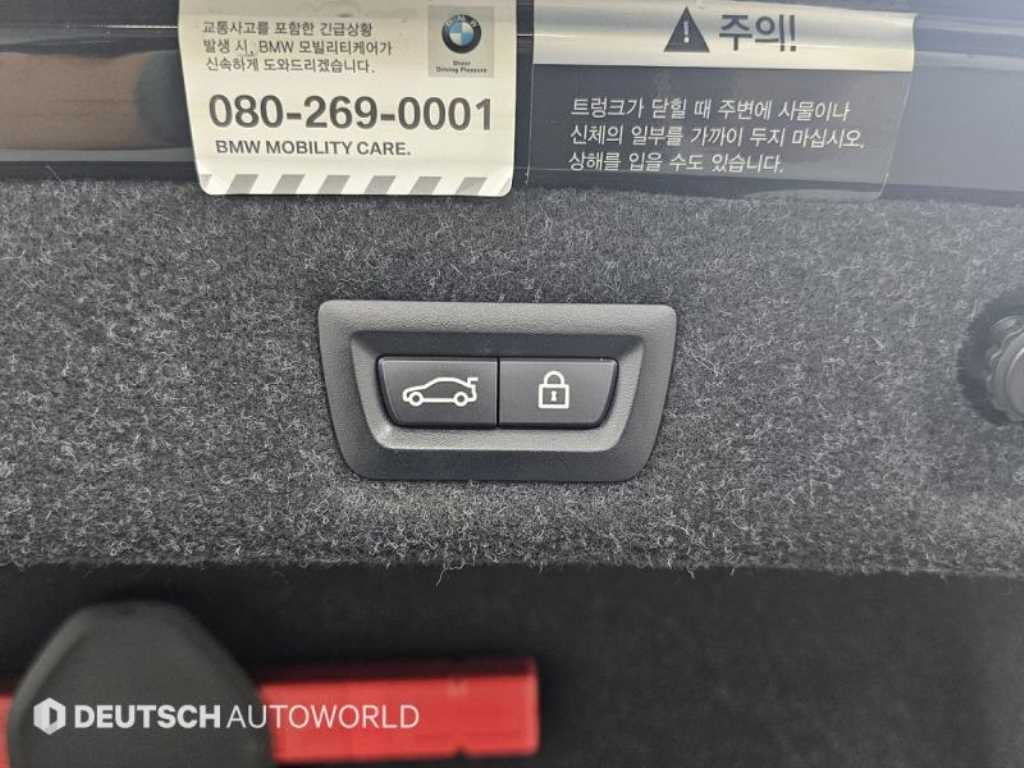 교통사고를 포함한 긴급상황
발생 시, BMW 모빌리티케어가
신속하게 도와드리겠습니다.
Sheer
Driving Pleasure
080-269-0001
BMW MOBILITY CARE.
주의!
트렁크가 닫힐 때 주변에 사물이나
신체의 일부를 가까이 두지 마십시오.
상해를 입을 수도 있습니다.
DEUTSCH AUTOWORLD